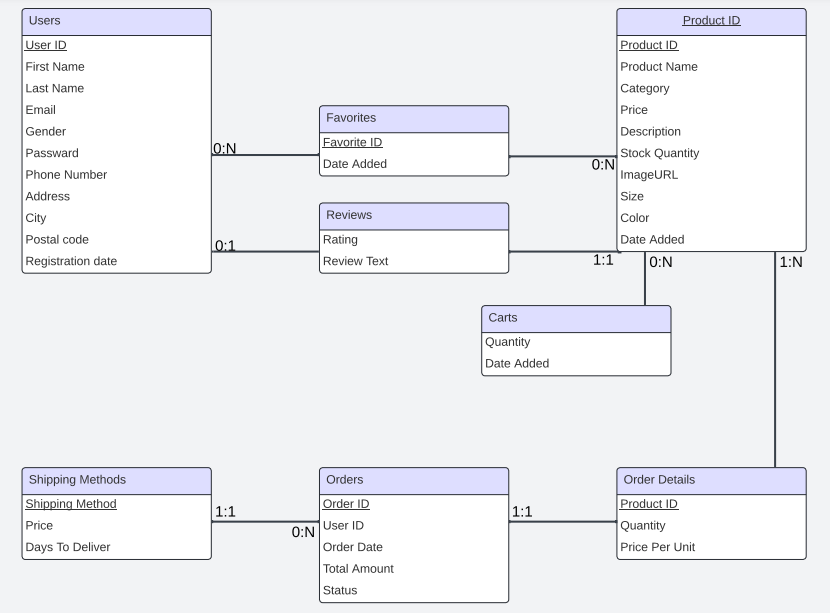 Users
User ID
First Name
Last Name
Email
Gender
Passward
Phone Number
Address
City
Postal code
Registration date
0:N
0:1
Favorites
Favorite ID
Date Added
Reviews
Rating
Review Text
0:N
1:1
Product ID
Product ID
Product Name
Category
Price
Description
Stock Quantity
ImageURL
Size
Color
Date Added
0:N
1:N
Carts
Quantity
Date Added
Shipping Methods
Shipping Method
Price
Days To Deliver
1:1
0:N
Orders
Order ID
User ID
Order Date
Total Amount
Status
1:1
Order Details
Product ID
Quantity
Price Per Unit